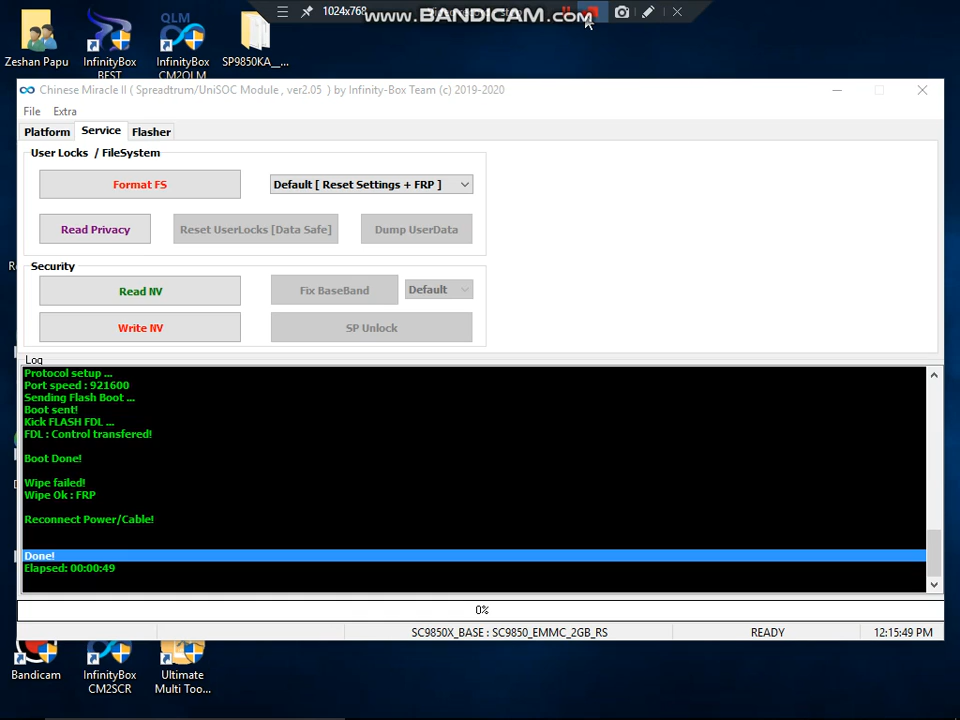 1024x768
www.BANDICAM.com
Zeshan Papu
InfinityBox
BEST
QLM
InfinityBox
CM2QLM
SP9850KA__...
Chinese Miracle II ( Spreadtrum/UniSOC Module , ver2.05 ) by Infinity-Box Team (c) 2019-2020
File Extra
Platform Service Flasher
User Locks / FileSystem
Format FS
Default [ Reset Settings + FRP ]
Read Privacy
Reset UserLocks [Data Safe]
Dump UserData
Security
Read NV
Fix BaseBand
Default
Write NV
SP Unlock
Log
Protocol setup ...
Port speed : 921600
Sending Flash Boot ...
Boot sent!
Kick FLASH FDL ...
FDL : Control transfered!
Boot Done!
Wipe failed!
Wipe Ok : FRP
Reconnect Power/Cable!
Done!
Elapsed: 00:00:49
0%
SC9850X_BASE : SC9850_EMMC_2GB_RS
READY
12:15:49 PM
Bandicam
InfinityBox
CM2SCR
Ultimate
Multi Too...